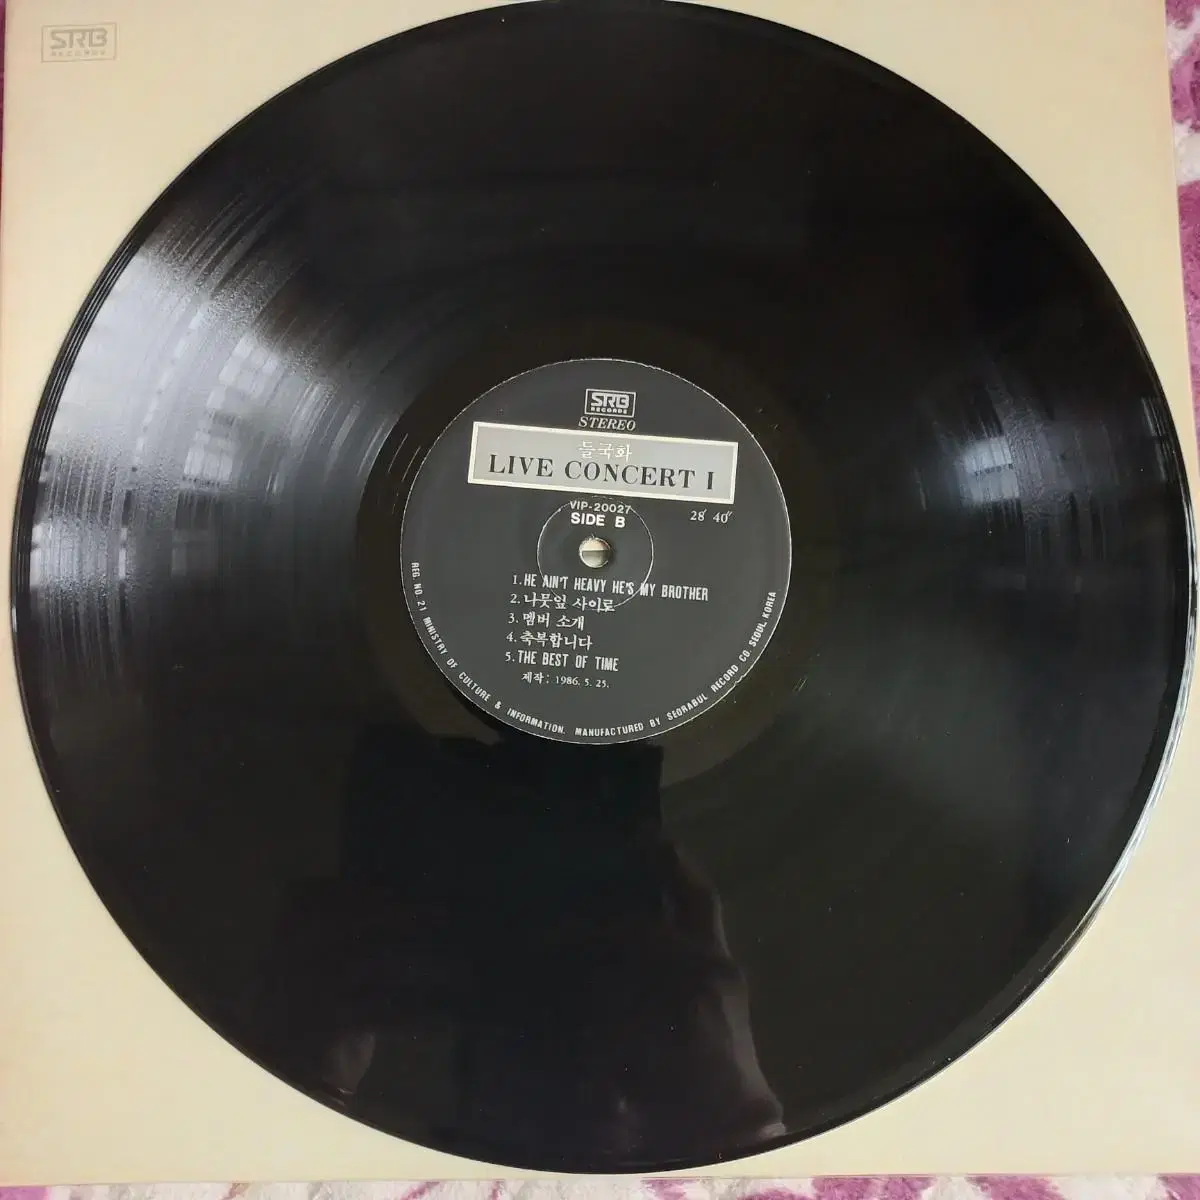 SRB
RECORDS
SRB
RECORDS
STEREO
들국화
LIVE CONCERT I
VIP-20027
SIDE B
28′ 40″
1. HE AIN'T HEAVY HE'S MY BROTHER
2. 나뭇잎 사이로
3. 멤버 소개
4. 축복합니다
5. THE BEST OF TIME
제작: 1986. 5. 25.
REG. NO. 21 MINISTRY OF CULTURE & INFORMATION. MANUFACTURED BY SEORABUL RECORD CO. SEOUL KOREA